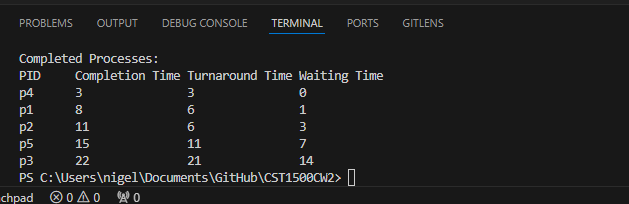 PROBLEMS OUTPUT DEBUG CONSOLE TERMINAL PORTS GITLENS
Completed Processes:
PID Completion Time Turnaround Time Waiting Time
p4 3 3 0
p1 8 6 1
p2 11 6 3
p5 15 11 7
p3 22 21 14
PS C:\Users\nigel\Documents\GitHub\CST1500CW2>
chpad 0 0 0